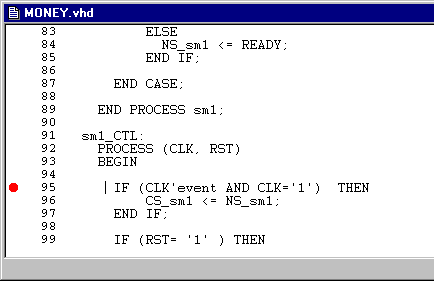 MONEY.vhd
83 ELSE
84 NS_sm1 <= READY;
85 END IF;
86
87 END CASE;
88
89 END PROCESS sm1;
90
91 sm1_CTL:
92 PROCESS (CLK, RST)
93 BEGIN
94
95 IF (CLK'event AND CLK='1') THEN
96 CS_sm1 <= NS_sm1;
97 END IF;
98
99 IF (RST= '1' ) THEN